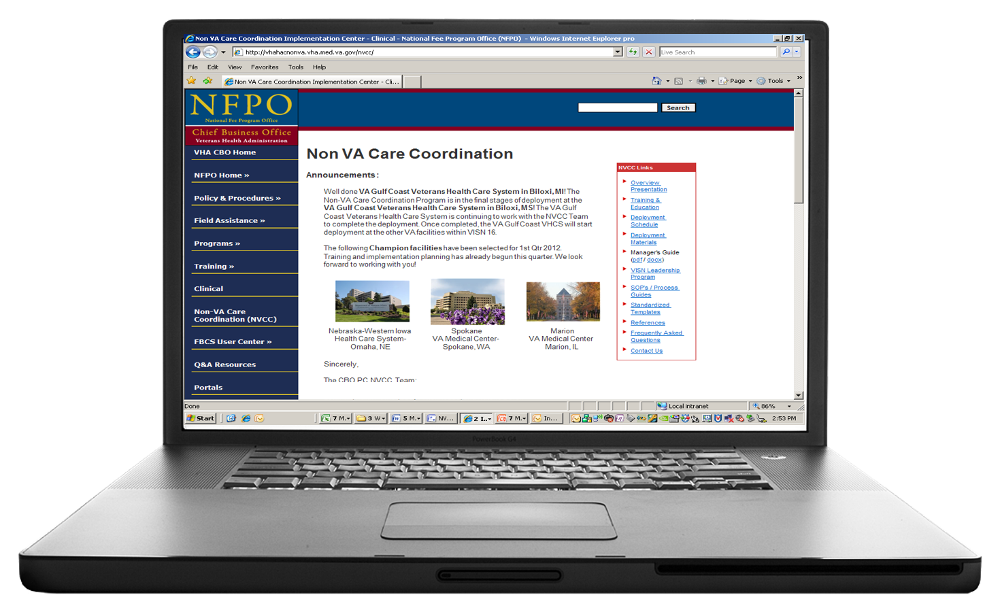 Non VA Care Coordination Implementation Center - Clinical - National Fee Program Office (NFPO) - Windows Internet Explorer pro
http://vhahacnonva.vha.med.va.gov/nvcc/
Live Search
File Edit View Favorites Tools Help
Non VA Care Coordination Implementation Center - Cli...
Page Tools
NFPO
National Fee Program Office
Search
Chief Business Office
Veterans Health Administration
VHA CBO Home
NFPO Home »
Policy & Procedures »
Field Assistance »
Programs »
Training »
Clinical
Non-VA Care
Coordination (NVCC)
FBCS User Center »
Q&A Resources
Portals
Non VA Care Coordination
Announcements:
Well done VA Gulf Coast Veterans Health Care System in Biloxi, MI! The
Non-VA Care Coordination Program is in the final stages of deployment at the
VA Gulf Coast Veterans Health Care System in Biloxi, MS! The VA Gulf
Coast Veterans Health Care System is continuing to work with the NVCC Team
to complete the deployment. Once completed, the VA Gulf Coast VHCS will start
deployment at the other VA facilities within VISN 16.
The following Champion facilities have been selected for 1st Qtr 2012.
Training and implementation planning has already begun this quarter. We look
forward to working with you!
Nebraska-Western Iowa
Health Care System-
Omaha, NE
Spokane
VA Medical Center-
Spokane, WA
Marion
VA Medical Center
Marion, IL
Sincerely,
The CBO PC NVCC Team:
NVCC Links
Overview
Presentation
Training &
Education
Deployment
Schedule
Deployment
Materials
Manager's Guide
(pdf / docx)
VISN Leadership
Program
SOP's / Process
Guides
Standardized
Templates
References
Frequently Asked
Questions
Contact Us
Done
Local intranet
86%
Start
7 M.
3 W
5 M.
NV...
2 I..
7 M.
In...
2:53 PM
PowerBook G4